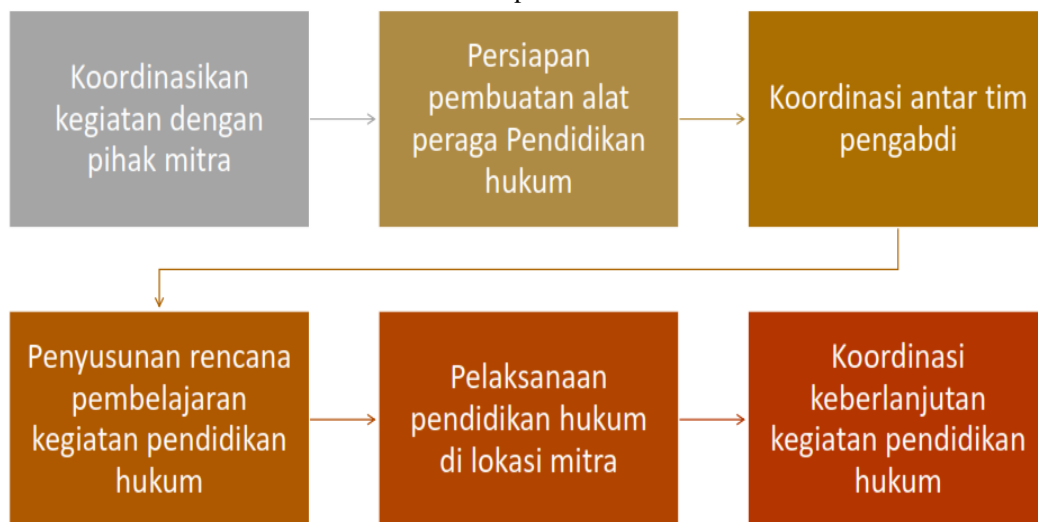 Koordinasikan
kegiatan dengan
pihak mitra
Persiapan
pembuatan alat
peraga Pendidikan
hukum
Koordinasi antar tim
pengabdi
Penyusunan rencana
pembelajaran
kegiatan pendidikan
hukum
Pelaksanaan
pendidikan hukum
di lokasi mitra
Koordinasi
keberlanjutan
kegiatan pendidikan
hukum